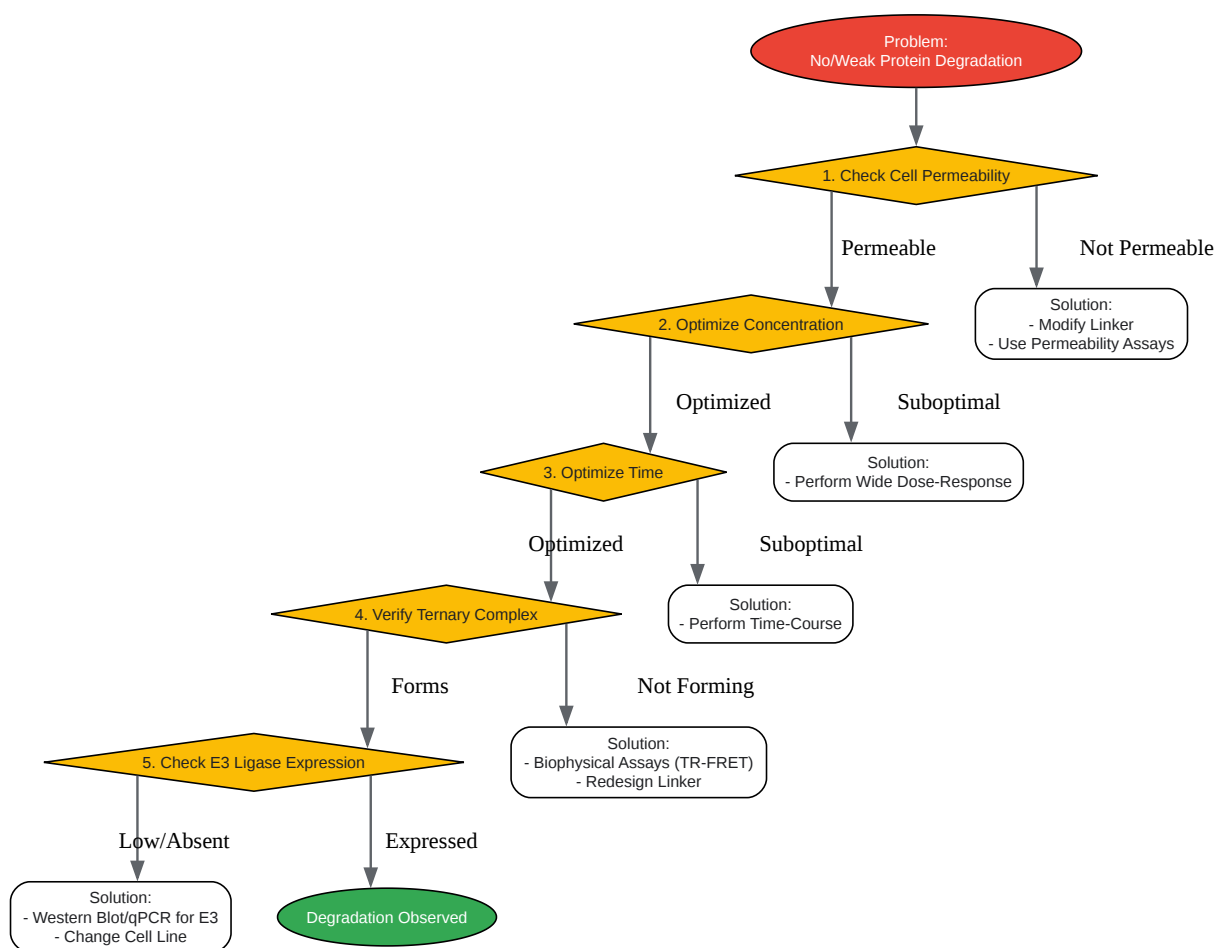 Problem:
No/Weak Protein Degradation
1. Check Cell Permeability
Permeable
Not Permeable
Solution:
- Modify Linker
- Use Permeability Assays
2. Optimize Concentration
Optimized
Suboptimal
Solution:
- Perform Wide Dose-Response
3. Optimize Time
Optimized
Suboptimal
Solution:
- Perform Time-Course
4. Verify Ternary Complex
Forms
Not Forming
Solution:
- Biophysical Assays (TR-FRET)
- Redesign Linker
5. Check E3 Ligase Expression
Low/Absent
Expressed
Solution:
- Western Blot/qPCR for E3
- Change Cell Line
Degradation Observed